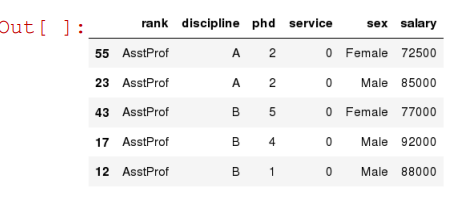 Out[ ]: rank discipline phd service sex salary
55 AsstProf A 2 0 Female 72500
23 AsstProf A 2 0 Male 85000
43 AsstProf B 5 0 Female 77000
17 AsstProf B 4 0 Male 92000
12 AsstProf B 1 0 Male 88000